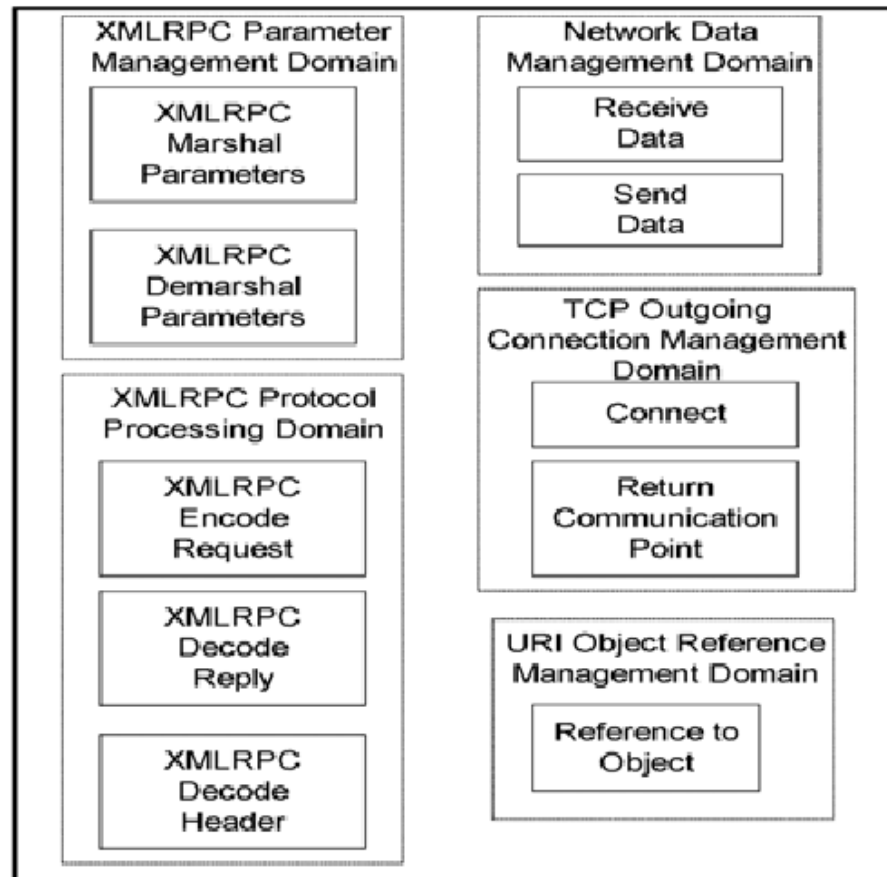 XMLRPC Parameter
Management Domain
XMLRPC
Marshal
Parameters
XMLRPC
Demarshal
Parameters
XMLRPC Protocol
Processing Domain
XMLRPC
Encode
Request
XMLRPC
Decode
Reply
XMLRPC
Decode
Header
Network Data
Management Domain
Receive
Data
Send
Data
TCP Outgoing
Connection Management
Domain
Connect
Return
Communication
Point
URI Object Reference
Management Domain
Reference to
Object